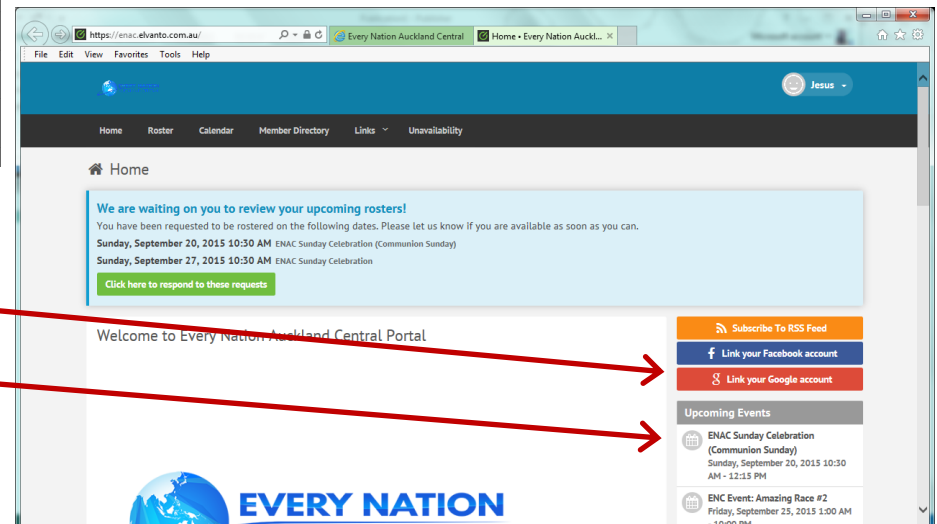 https://enac.elvanto.com.au/
Every Nation Auckland Central
Home • Every Nation Auckl...
File Edit View Favorites Tools Help
Jesus
Home Roster Calendar Member Directory Links Unavailability
Home
We are waiting on you to review your upcoming rosters!
You have been requested to be rostered on the following dates. Please let us know if you are available as soon as you can.
Sunday, September 20, 2015 10:30 AM ENAC Sunday Celebration (Communion Sunday)
Sunday, September 27, 2015 10:30 AM ENAC Sunday Celebration
Click here to respond to these requests
Welcome to Every Nation Auckland Central Portal
EVERY NATION
Subscribe To RSS Feed
Link your Facebook account
Link your Google account
Upcoming Events
ENAC Sunday Celebration
(Communion Sunday)
Sunday, September 20, 2015 10:30
AM - 12:15 PM
ENC Event: Amazing Race #2
Friday, September 25, 2015 1:00 AM
- 10:00 PM